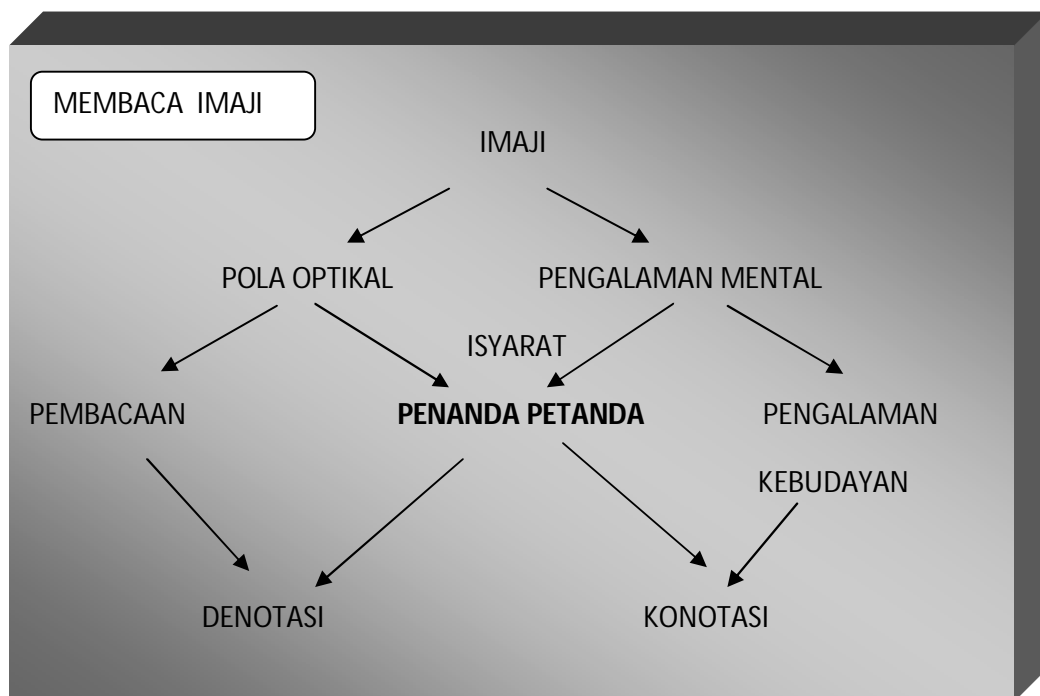 MEMBACA IMAJI
IMAJI
POLA OPTIKAL
PENGALAMAN MENTAL
ISYARAT
PEMBACAAN
PENANDA PETANDA
PENGALAMAN
KEBUDAYAN
DENOTASI
KONOTASI